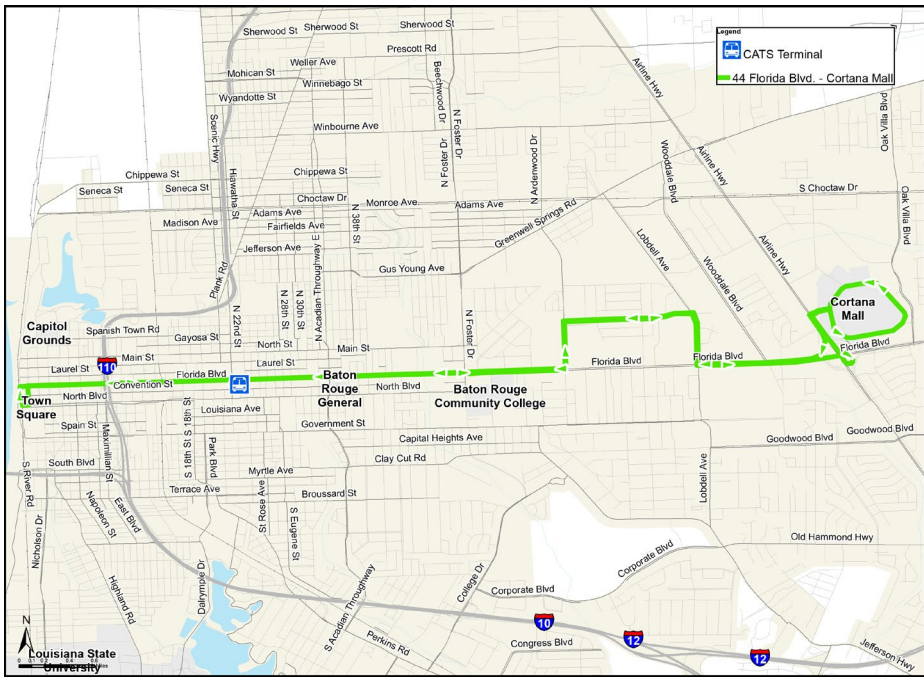 Sherwood St
Sherwood St
Sherwood St
Legend
CATS Terminal
44 Florida Blvd. - Cortana Mall
Prescott Rd
Weller Ave
Airline Hwy
Mohican St
Winnebago St
Beechwood Dr
Wyandotte St
N Foster Dr
Oak Villa Blvd
Scenic Hwy
Winbourne Ave
Airline Hwy
N Foster Dr
N Ardenwood Dr
Wooddale Blvd
Chippewa St
Chippewa St
Seneca St
Seneca St
Hiawatha St
Choctaw Dr
S Choctaw Dr
Monroe Ave
Adams Ave
Adams Ave
N 38th St
Madison Ave
Fairfields Ave
Greenwell Springs Rd
Oak Villa Blvd
Jefferson Ave
N Acadian Throughway E
Lobdell Ave
Airline Hwy
Gus Young Ave
Wooddale Blvd
Plank Rd
N 22nd St
N 28th St
N 30th St
Cortana
Mall
Capitol
Grounds
Spanish Town Rd
Gayosa St
North St
N Foster Dr
Florida Blvd
Main St
Main St
110
Laurel St
Laurel St
Florida Blvd
Florida Blvd
Florida Blvd
Convention St
Baton
Rouge
General
North Blvd
Baton Rouge
Community College
North Blvd
Town
Square
Louisiana Ave
S 18th St
S 18th St
Spain St
Government St
Capital Heights Ave
Goodwood Blvd
Goodwood Blvd
Maximillian St
Park Blvd
Clay Cut Rd
South Blvd
Myrtle Ave
Lobdell Ave
S River Rd
Terrace Ave
Broussard St
St Rose Ave
Napoleon St
East Blvd
S Eugene St
Nicholson Dr
Old Hammond Hwy
Corporate Blvd
College Dr
Dalrymple Dr
Highland Rd
S Acadian Throughway
Corporate Blvd
10
N
Perkins Rd
Congress Blvd
12
12
Jefferson Hwy
Louisiana State
University